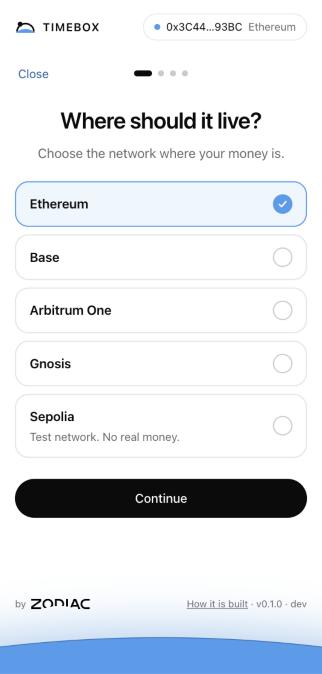 TIMEBOX
0x3C44...93BC Ethereum
Close
Where should it live?
Choose the network where your money is.
Ethereum
Base
Arbitrum One
Gnosis
Sepolia
Test network. No real money.
Continue
by ZODIAC
How it is built · v0.1.0 · dev